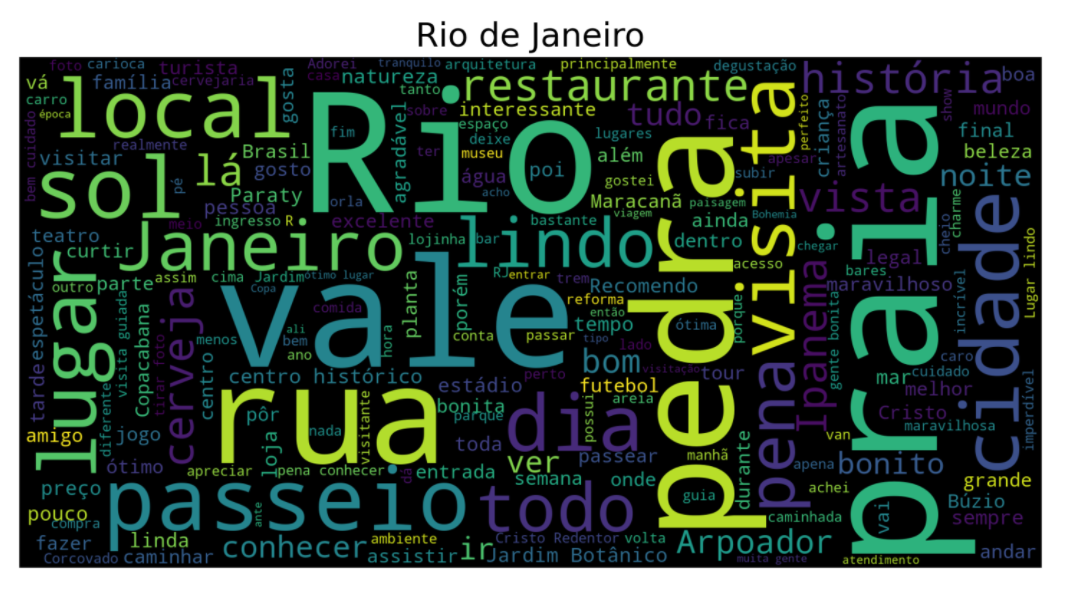 Rio de Janeiro
foto carioca cervejaria Adorei tranquilo arquitetura principalmente degustação
vá família turista casa natureza tanto restaurante história boa
carro local gosta Rio sobre interessante tudo fica criança artesanato show mundo
época realmente fim agradável espaço deixe lugares perfeito final
bem cuidado visitar sol lá Brasil gosto ter museu poi além apesar beleza
pé Paraty água acho gostei Maracanã subir noite
pessoa orla viagem paisagem Bohemia vista cheio charme
ingresso R excelente bastante ainda visita praia
teatro meio Janeiro lojinha bar lindo dentro chegar legal
curtir acesso bares
outro parte assim cima Jardim ótimo lugar RJ entrar trem Recomendo pedra maravilhoso incrível Lugar lindo
lugar Copa vale reforma porque Ipanema gente bonita mar caro cuidado
tardeespetáculo visita guiada Copacabana cerveja comida planta porém então tempo ótima cidade
menos ali bem hora conta passar tipo lado melhor
diferente tirar foto centro ano perto bom visitação tour Cristo
centro histórico estádio futebol maravilhosa imperdível
rua pôr bonita parque possui areia pena
amigo jogo loja nada visitante toda dia passear manhã van
ótimo apreciar pena conhecer dá entrada ver semana onde durante apena bonito grande
preço passeio todo guia achei Búzio
pouco compra ante caminhada vai sempre
fazer linda conhecer ambiente ir Cristo Redentor volta Arpoador andar
Corcovado caminhar assistir Jardim Botânico muita gente atendimento